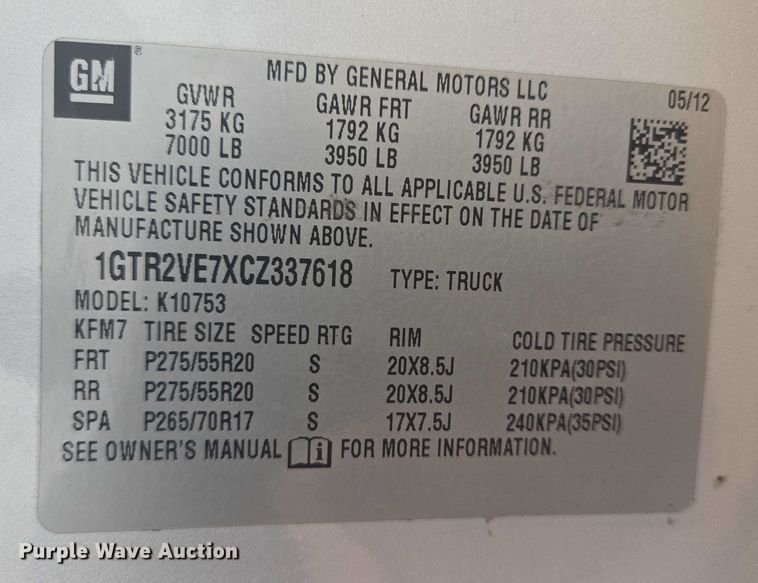 GM®
MFD BY GENERAL MOTORS LLC
05/12
GVWR GAWR FRT GAWR RR
3175 KG 1792 KG 1792 KG
7000 LB 3950 LB 3950 LB
THIS VEHICLE CONFORMS TO ALL APPLICABLE U.S. FEDERAL MOTOR
VEHICLE SAFETY STANDARDS IN EFFECT ON THE DATE OF
MANUFACTURE SHOWN ABOVE.
1GTR2VE7XCZ337618 TYPE: TRUCK
MODEL: K10753
KFM7 TIRE SIZE SPEED RTG RIM COLD TIRE PRESSURE
FRT P275/55R20 S 20X8.5J 210KPA(30PSI)
RR P275/55R20 S 20X8.5J 210KPA(30PSI)
SPA P265/70R17 S 17X7.5J 240KPA(35PSI)
SEE OWNER'S MANUAL i FOR MORE INFORMATION.
Purple Wave Auction